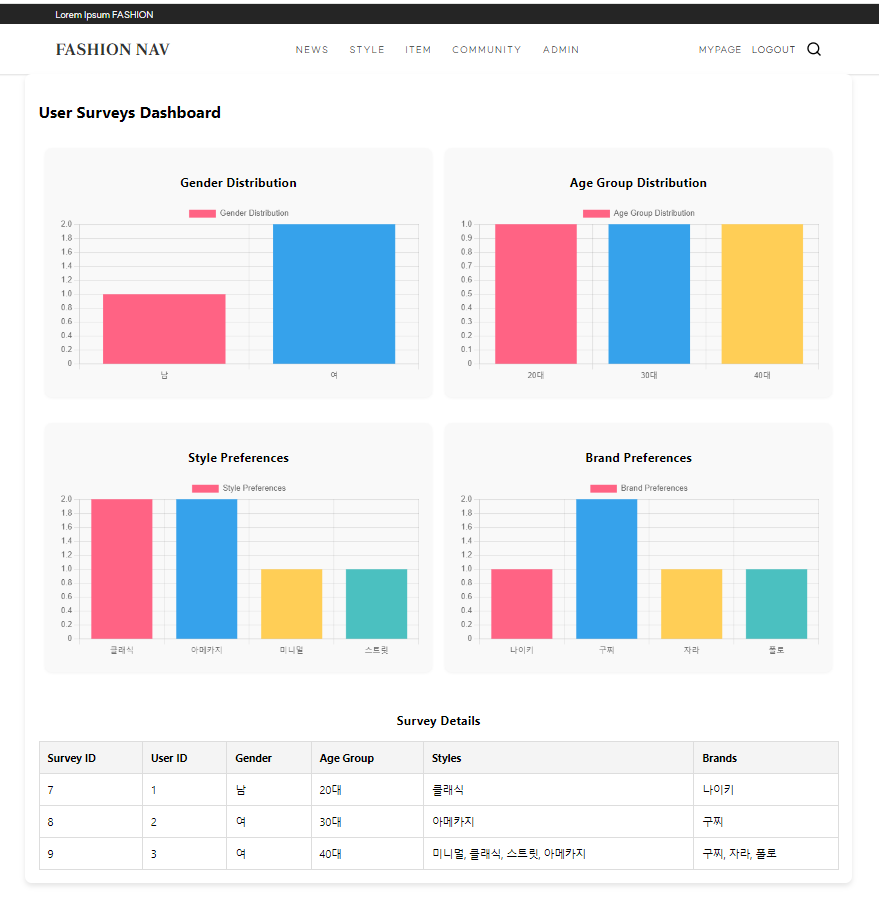 Lorem Ipsum FASHION
FASHION NAV NEWS STYLE ITEM COMMUNITY ADMIN MYPAGE LOGOUT
User Surveys Dashboard
Gender Distribution
Gender Distribution
2.0
1.8
1.6
1.4
1.2
1.0
0.8
0.6
0.4
0.2
0
남 여
Age Group Distribution
Age Group Distribution
1.0
0.9
0.8
0.7
0.6
0.5
0.4
0.3
0.2
0.1
0
20대 30대 40대
Style Preferences
Style Preferences
2.0
1.8
1.6
1.4
1.2
1.0
0.8
0.6
0.4
0.2
0
클래식 아메카지 미니멀 스트릿
Brand Preferences
Brand Preferences
2.0
1.8
1.6
1.4
1.2
1.0
0.8
0.6
0.4
0.2
0
나이키 구찌 자라 폴로
Survey Details
Survey ID User ID Gender Age Group Styles Brands
7 1 남 20대 클래식 나이키
8 2 여 30대 아메카지 구찌
9 3 여 40대 미니멀, 클래식, 스트릿, 아메카지 구찌, 자라, 폴로